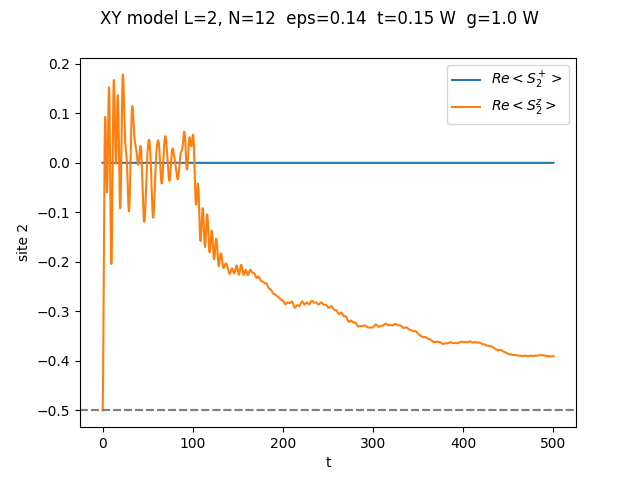 XY model L=2, N=12  eps=0.14  t=0.15 W  g=1.0 W
0.2
0.1
0.0
−0.1
−0.2
−0.3
−0.4
−0.5
site 2
Re < S₂⁺ >
Re < S₂ᶻ >
0
100
200
300
400
500
t